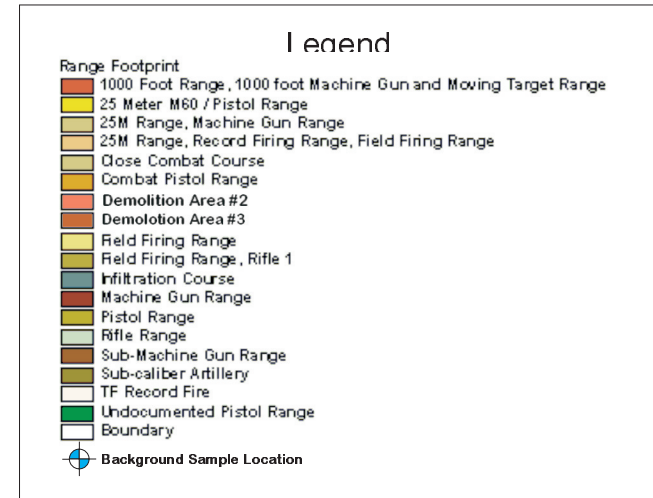 Legend
Range Footprint
1000 Foot Range, 1000 foot Machine Gun and Moving Target Range
25 Meter M60 / Pistol Range
25M Range, Machine Gun Range
25M Range, Record Firing Range, Field Firing Range
Close Combat Course
Combat Pistol Range
Demolition Area #2
Demolotion Area #3
Field Firing Range
Field Firing Range, Rifle 1
Infiltration Course
Machine Gun Range
Pistol Range
Rifle Range
Sub-Machine Gun Range
Sub-caliber Artillery
TF Record Fire
Undocumented Pistol Range
Boundary
Background Sample Location